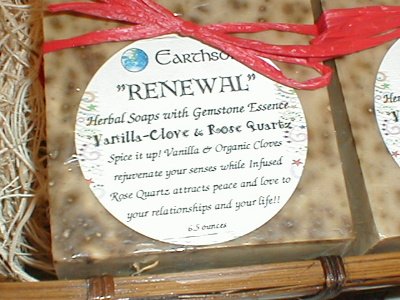 "RENEWAL"
Herbal Soaps with Gemstone Essence
Vanilla-Clove & Rose Quartz
Spice it up! Vanilla & Organic Cloves
rejuvenate your senses while Infused
Rose Quartz attracts peace and love to
your relationships and your life!!
6.5 ounces